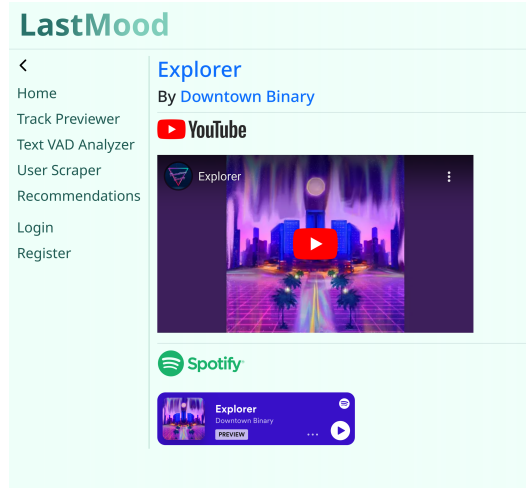 LastMood
Home
Track Previewer
Text VAD Analyzer
User Scraper
Recommendations
Login
Register
Explorer
By Downtown Binary
YouTube
Explorer
Spotify
Explorer
Downtown Binary
PREVIEW